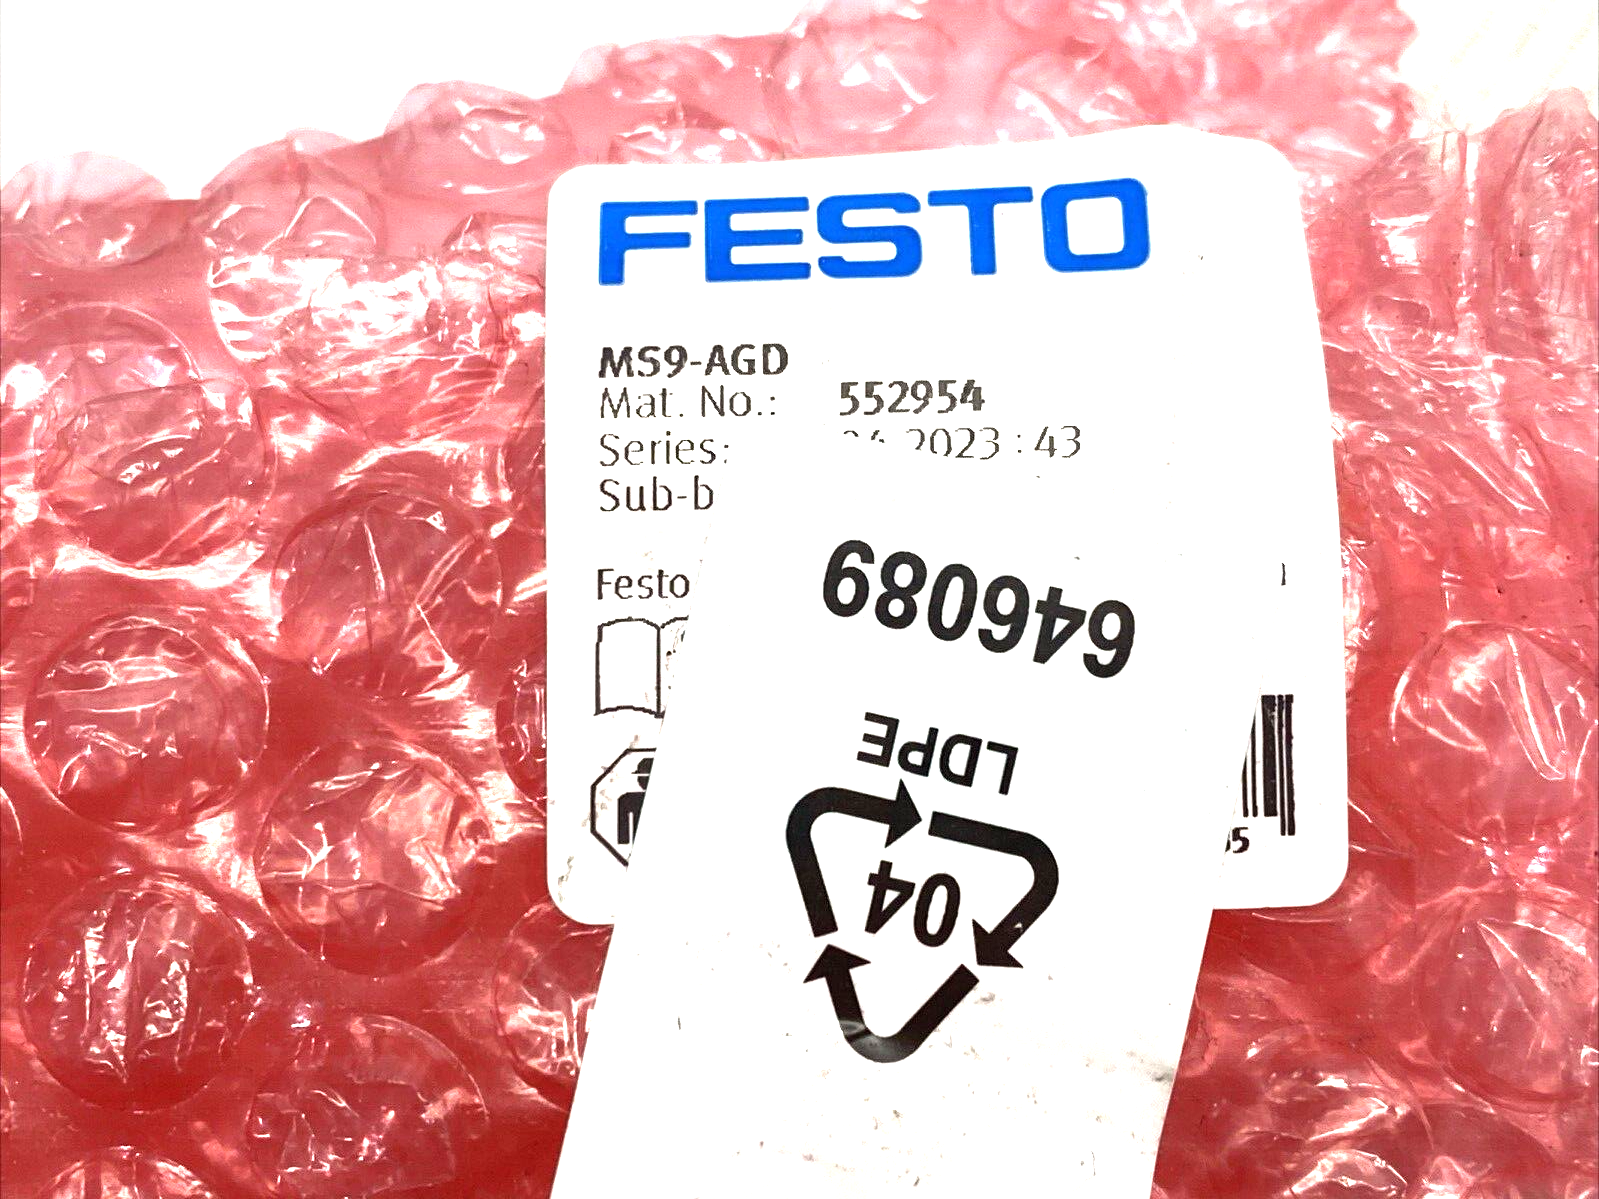 FESTO
MS9-AGD
Mat. No.: 552954
Series: 2023 : 43
Sub-b
Festo
646089
LDPE
04